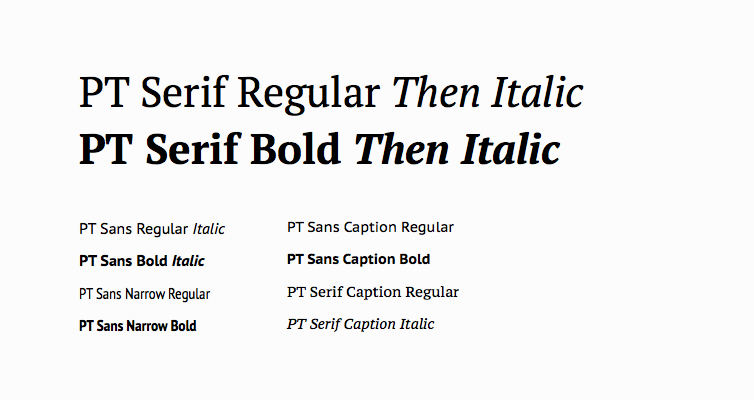 PT Serif Regular Then Italic
PT Serif Bold Then Italic
PT Sans Regular Italic
PT Sans Bold Italic
PT Sans Narrow Regular
PT Sans Narrow Bold
PT Sans Caption Regular
PT Sans Caption Bold
PT Serif Caption Regular
PT Serif Caption Italic